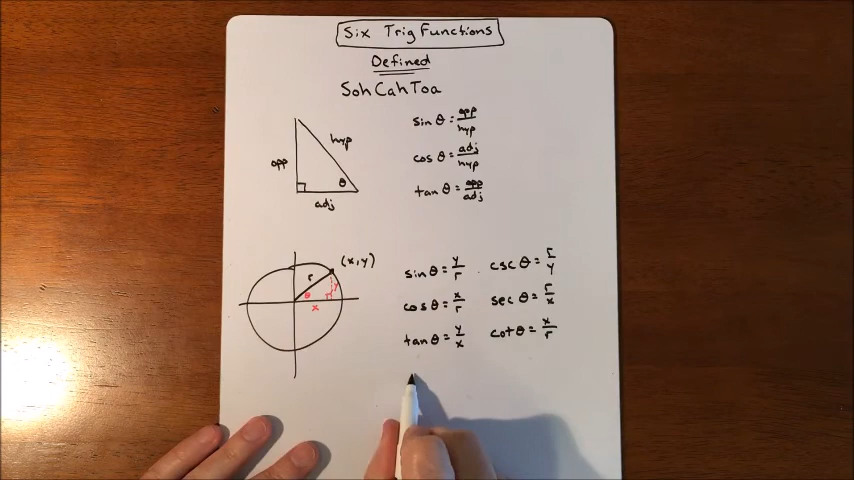 Six Trig Functions
Defined
SohCahToa
opp
hyp
θ
adj
sin θ = opp/hyp
cos θ = adj/hyp
tan θ = opp/adj
(x,y)
r
θ
y
x
sin θ = y/r
csc θ = r/y
cos θ = x/r
sec θ = r/x
tan θ = y/x
cot θ = x/r